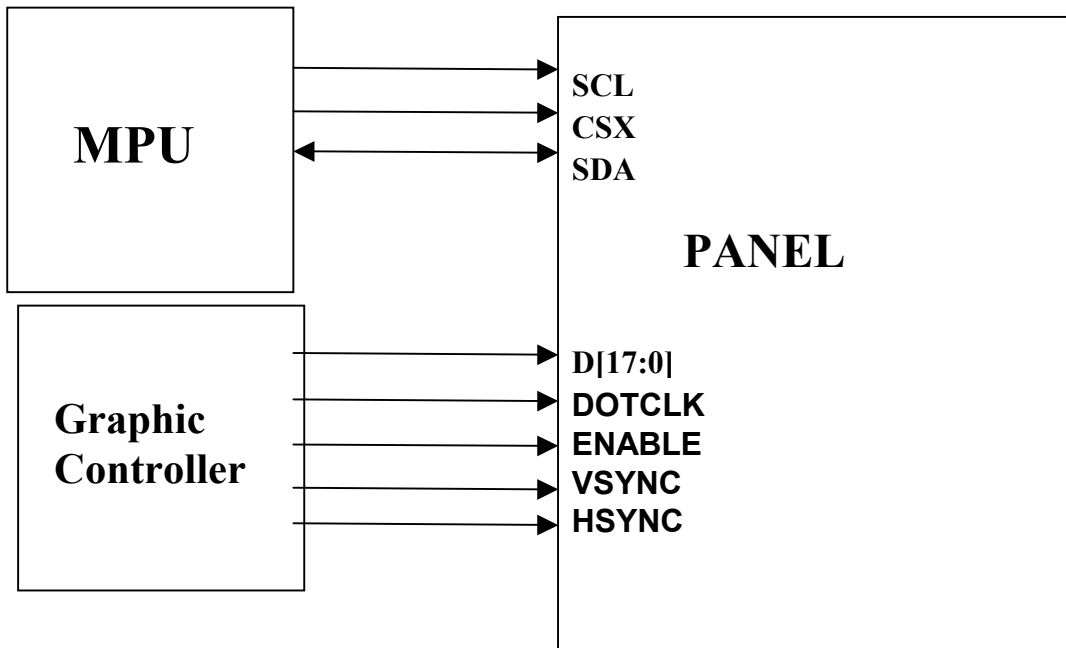 MPU
SCL
CSX
SDA
PANEL
Graphic
Controller
D[17:0]
DOTCLK
ENABLE
VSYNC
HSYNC